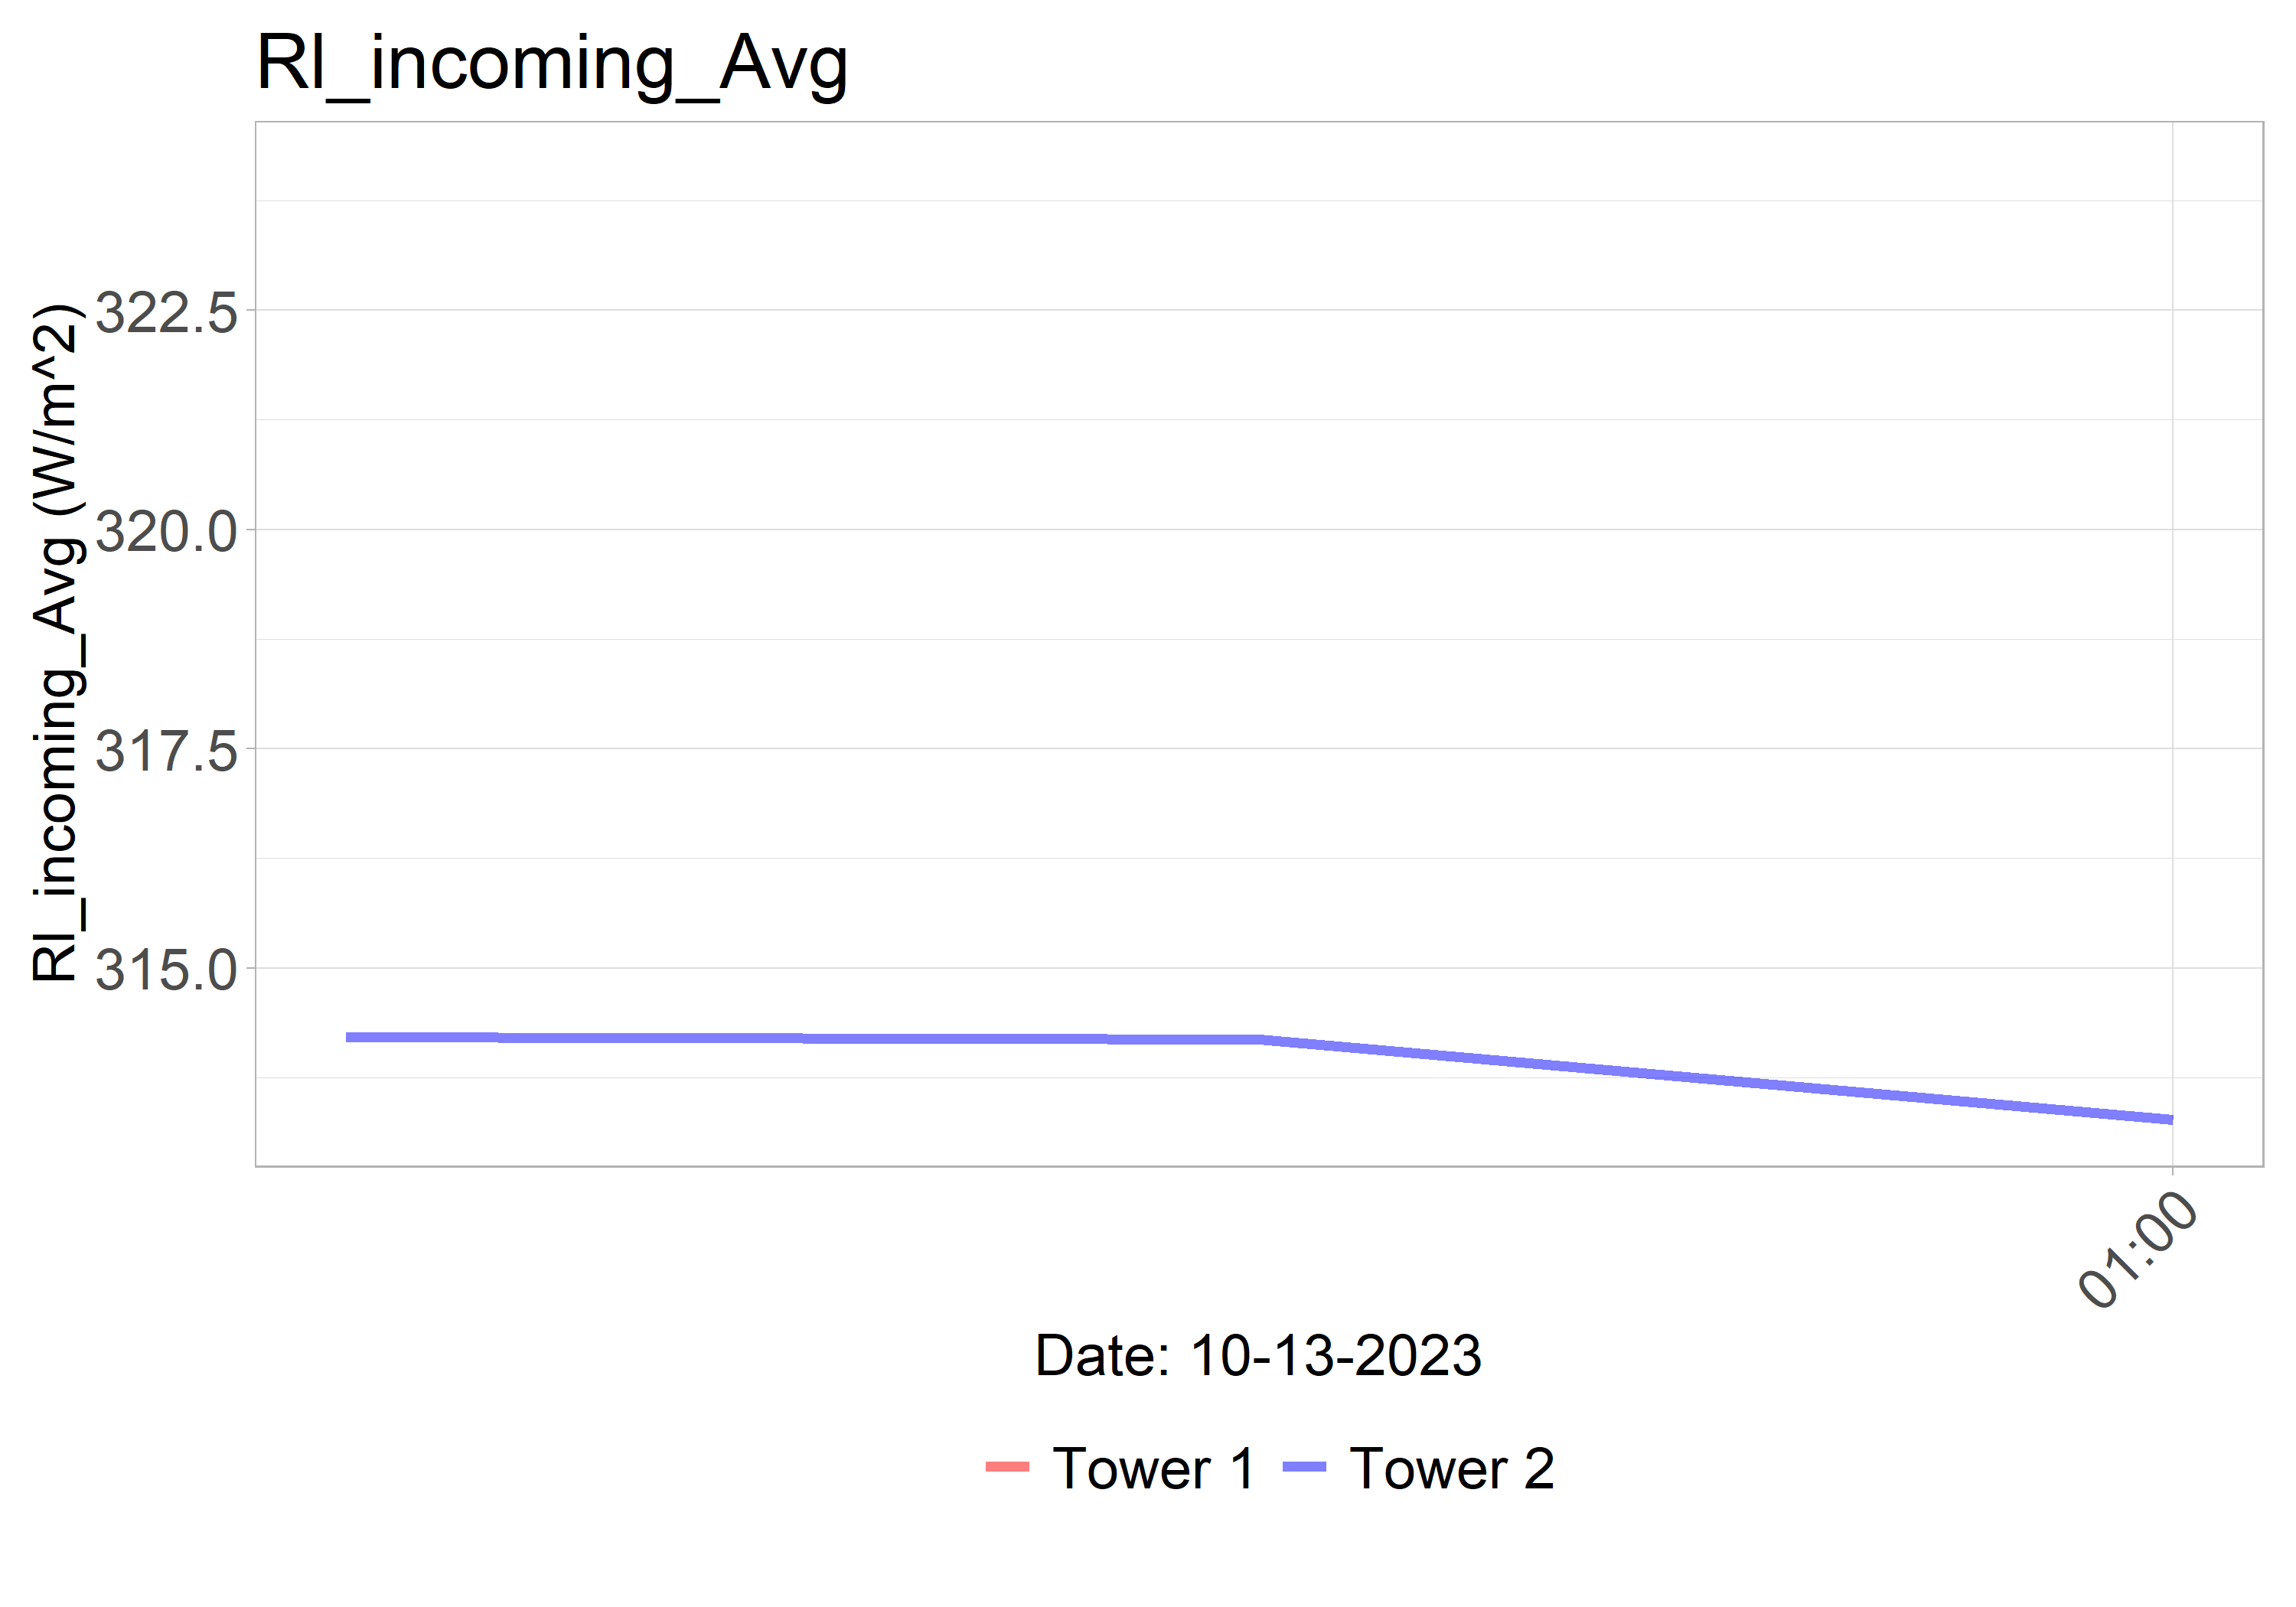 Rl_incoming_Avg
Rl_incoming_Avg (W/m^2)
322.5
320.0
317.5
315.0
01:00
Date: 10-13-2023
Tower 1 Tower 2